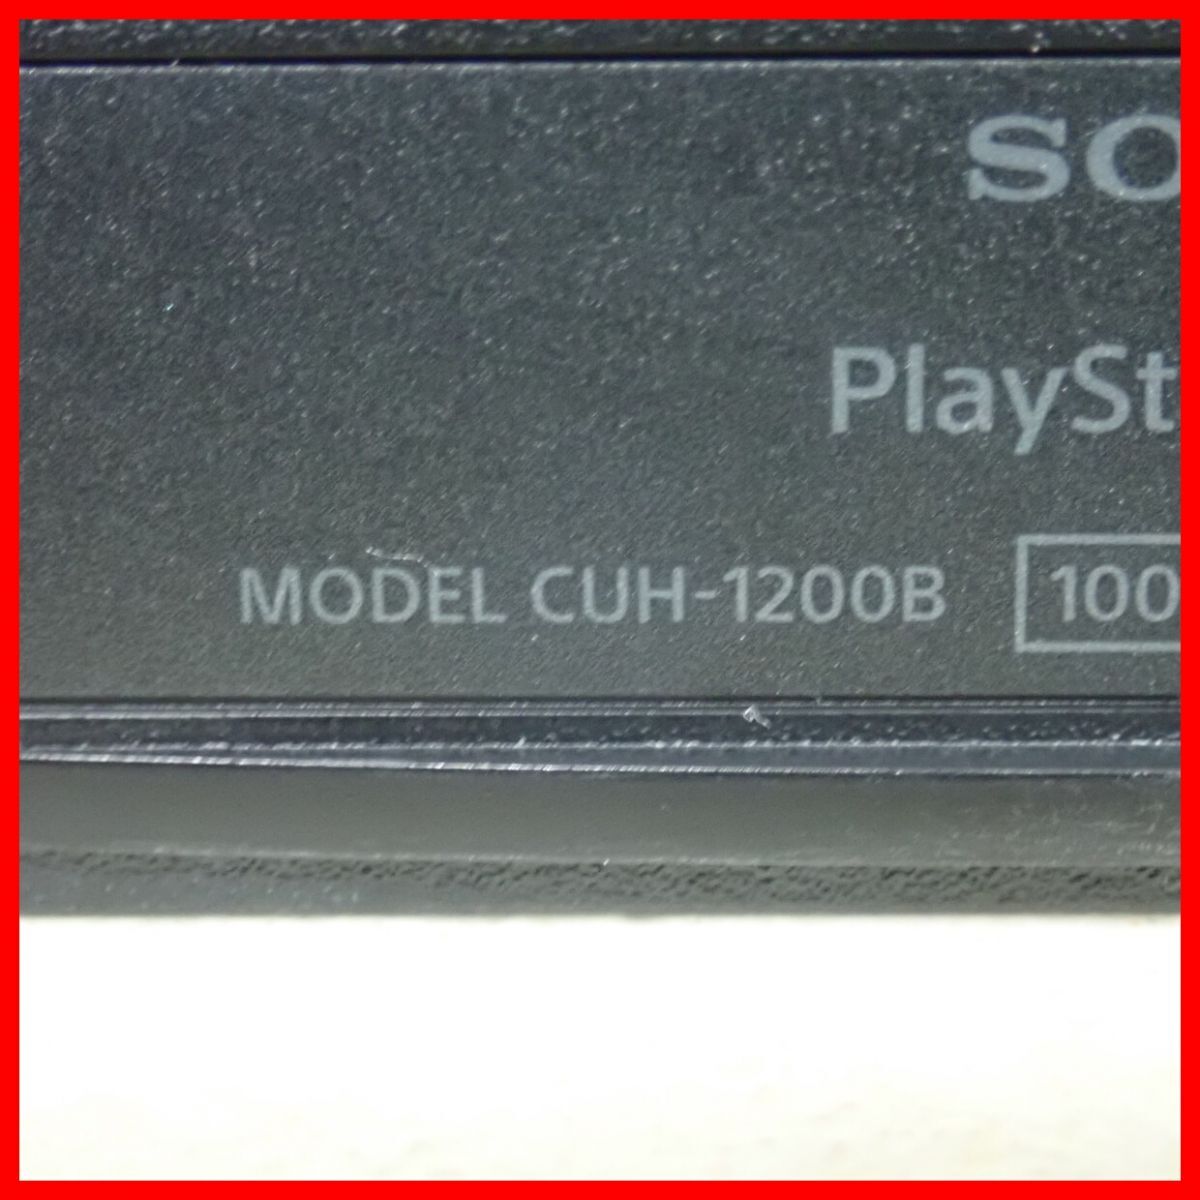 SO
PlaySt
MODEL CUH-1200B 100